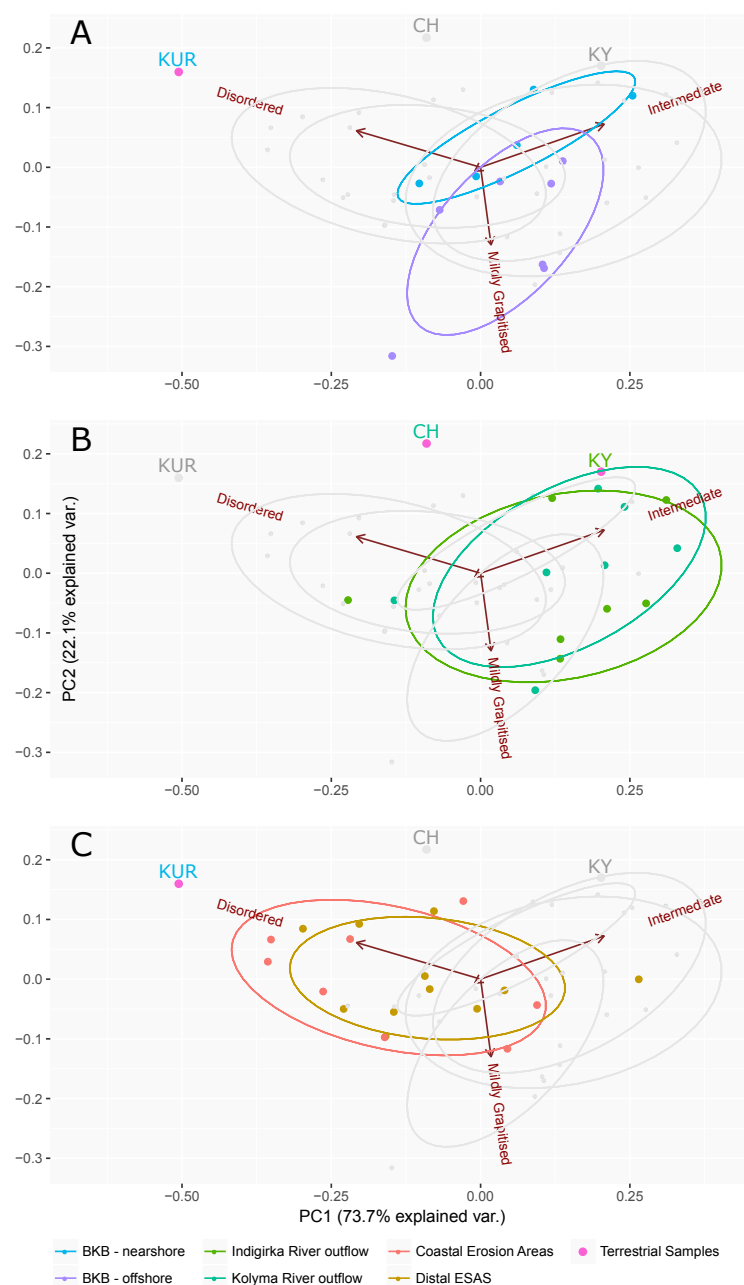 A
CH
KUR
KY
Disordered
Intermediate
Mildly Grapitised
0.2
0.1
0.0
−0.1
−0.2
−0.3
−0.50
−0.25
0.00
0.25
B
CH
KUR
KY
Disordered
Intermediate
Mildly Grapitised
0.2
0.1
0.0
−0.1
−0.2
−0.3
PC2 (22.1% explained var.)
−0.50
−0.25
0.00
0.25
C
CH
KUR
KY
Disordered
Intermediate
Mildly Grapitised
0.2
0.1
0.0
−0.1
−0.2
−0.3
−0.50
−0.25
0.00
0.25
PC1 (73.7% explained var.)
BKB - nearshore
Indigirka River outflow
Coastal Erosion Areas
Terrestrial Samples
BKB - offshore
Kolyma River outflow
Distal ESAS